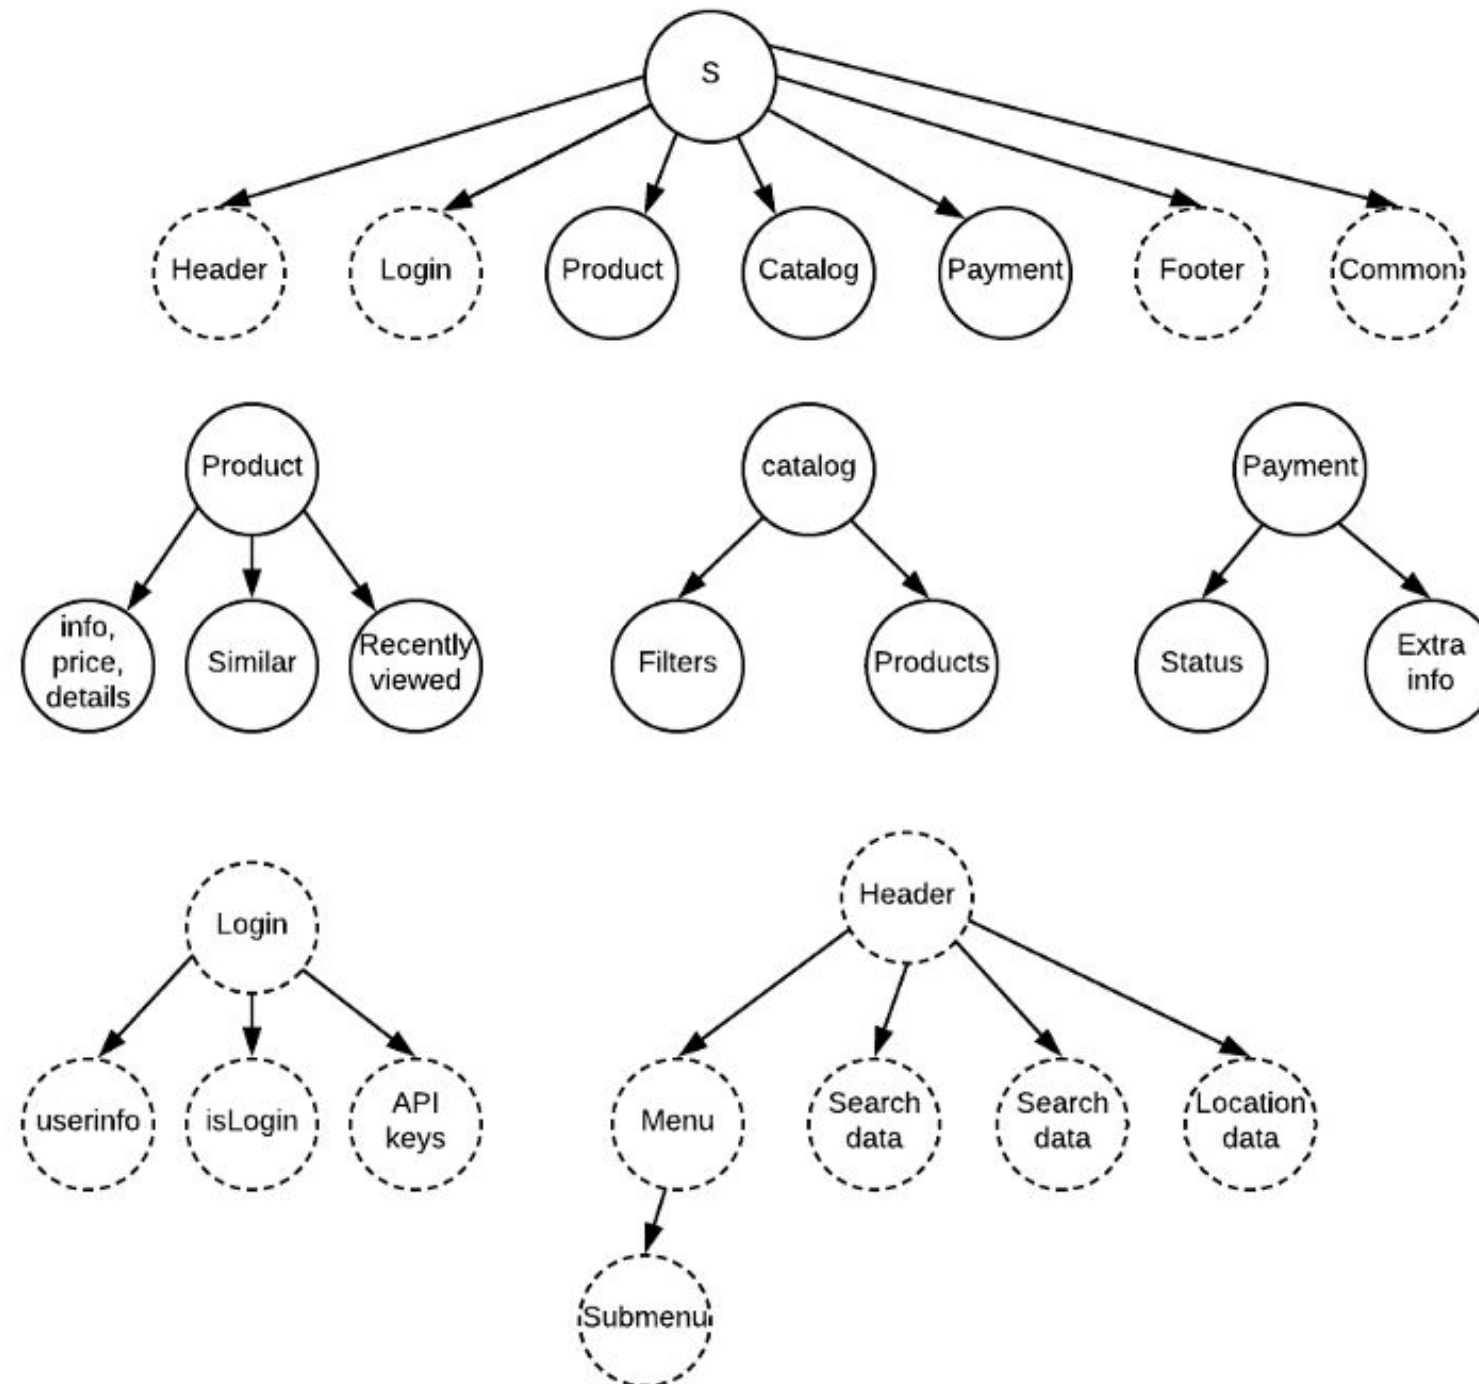 S
Header
Login
Product
Catalog
Payment
Footer
Common
Product
catalog
Payment
info,
price,
details
Similar
Recently
viewed
Filters
Products
Status
Extra
info
Login
Header
userinfo
isLogin
API
keys
Menu
Search
data
Search
data
Location
data
Submenu